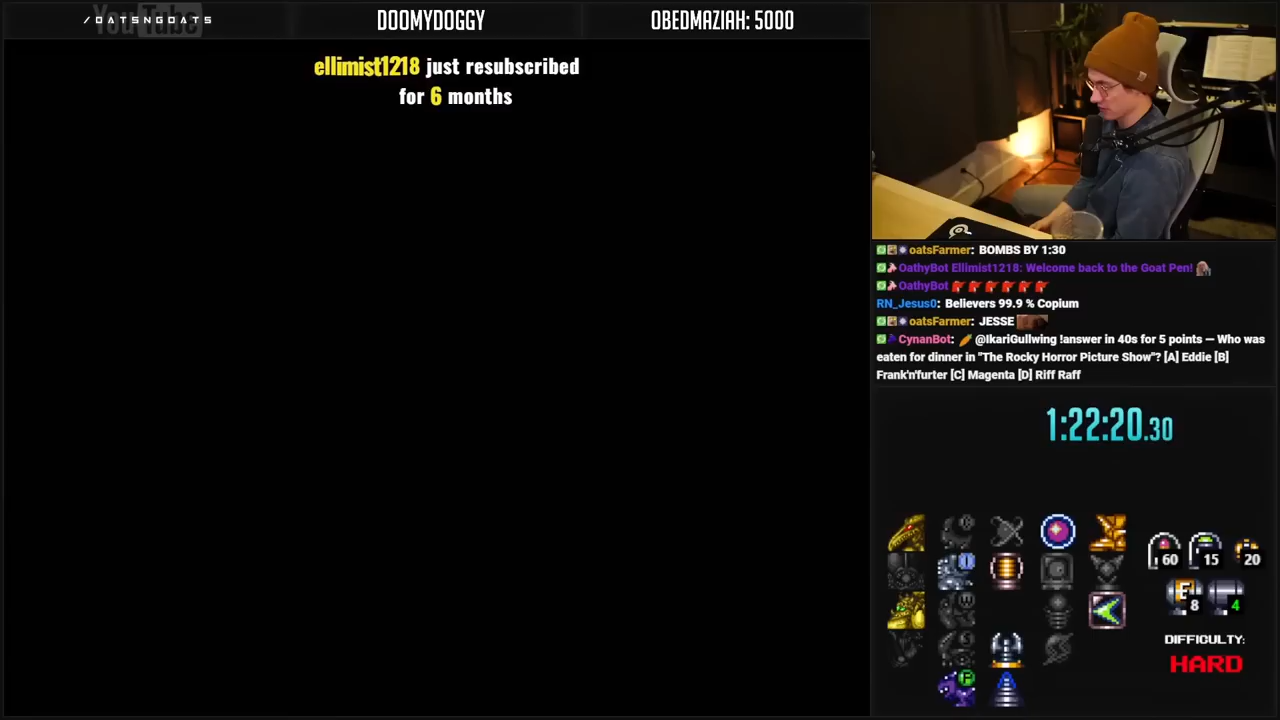 YouTube
/OATSNGOATS
DOOMYDOGGY
OBEDMAZIAH: 5000
ellimist1218 just resubscribed
for 6 months
oatsFarmer: BOMBS BY 1:30
OathyBot Ellimist1218: Welcome back to the Goat Pen!
OathyBot
RN_Jesus0: Believers 99.9 % Copium
oatsFarmer: JESSE
CynanBot: @IkariGullwing !answer in 40s for 5 points — Who was
eaten for dinner in "The Rocky Horror Picture Show"? [A] Eddie [B]
Frank'n'furter [C] Magenta [D] Riff Raff
1:22:20.30
60 15 20
E 8 4
DIFFICULTY:
HARD